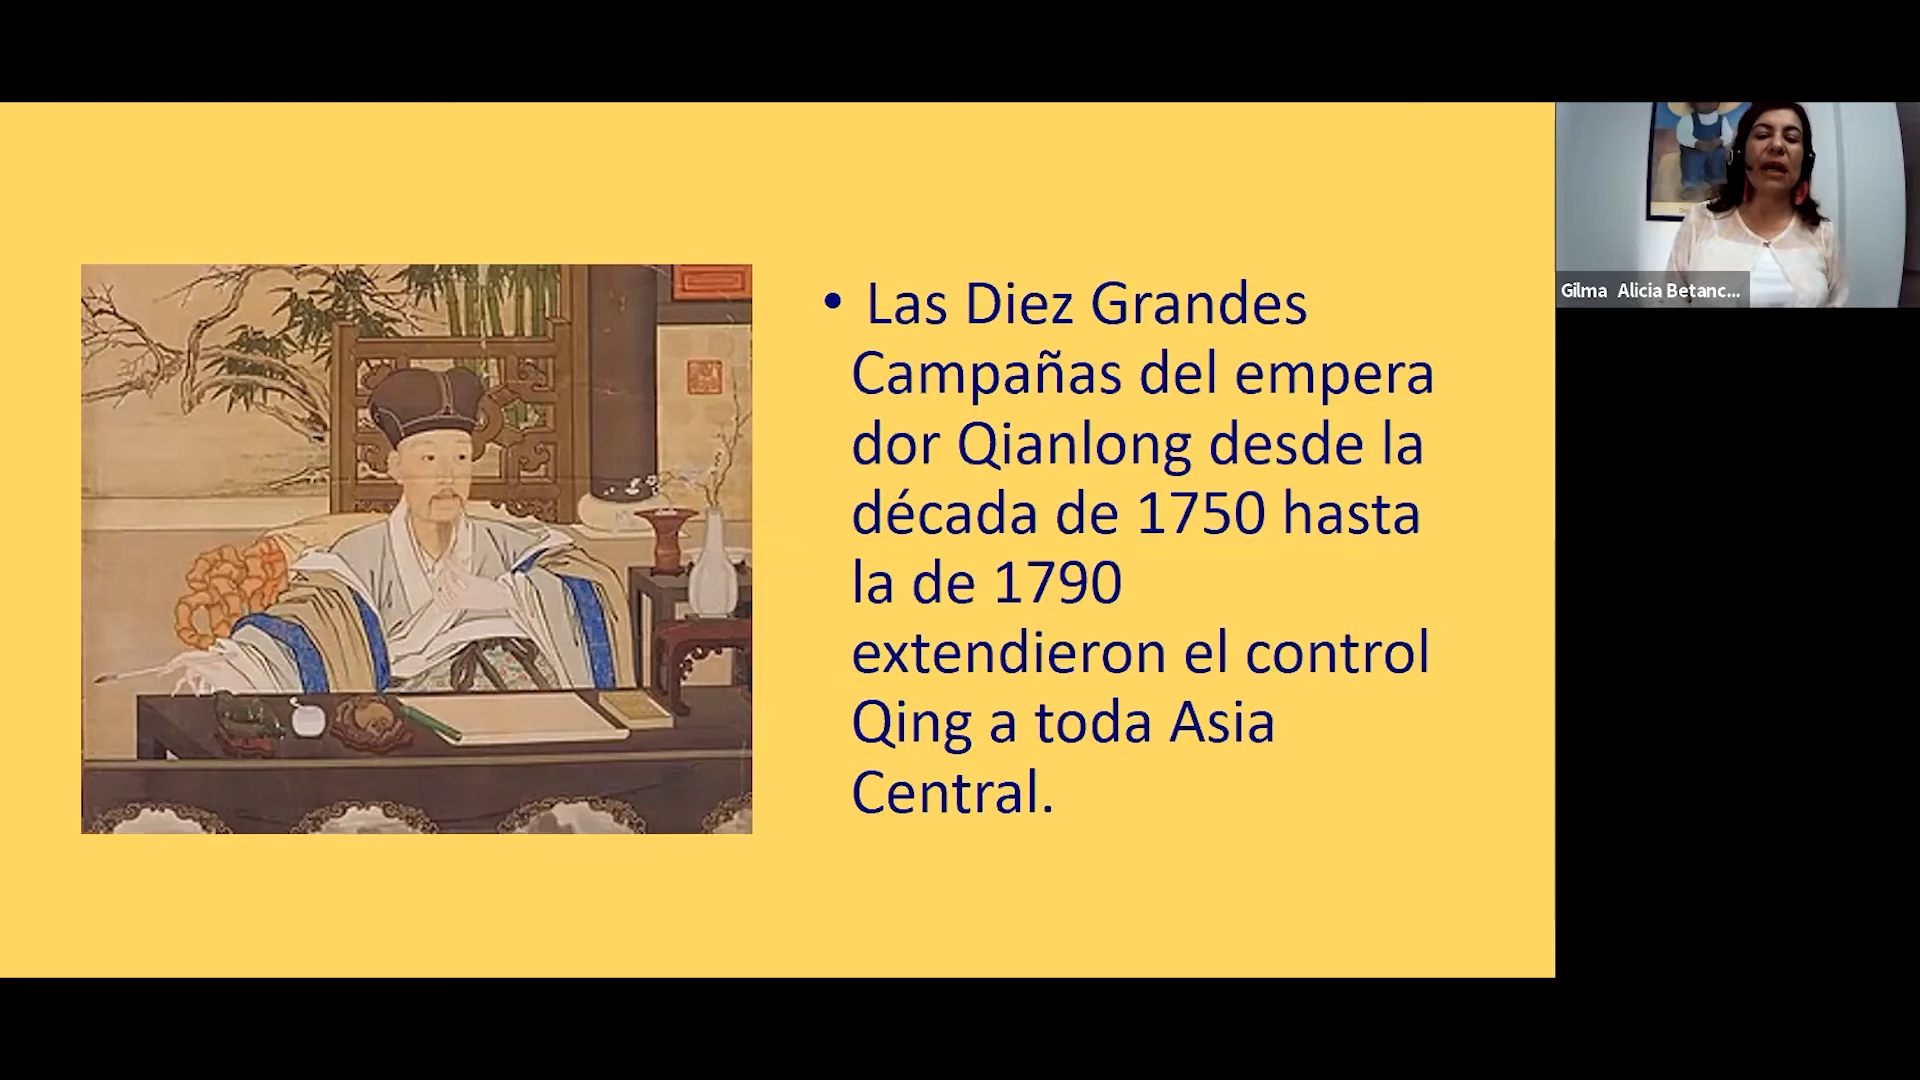 • Las Diez Grandes
Campañas del empera
dor Qianlong desde la
década de 1750 hasta
la de 1790
extendieron el control
Qing a toda Asia
Central.
Gilma Alicia Betanc...